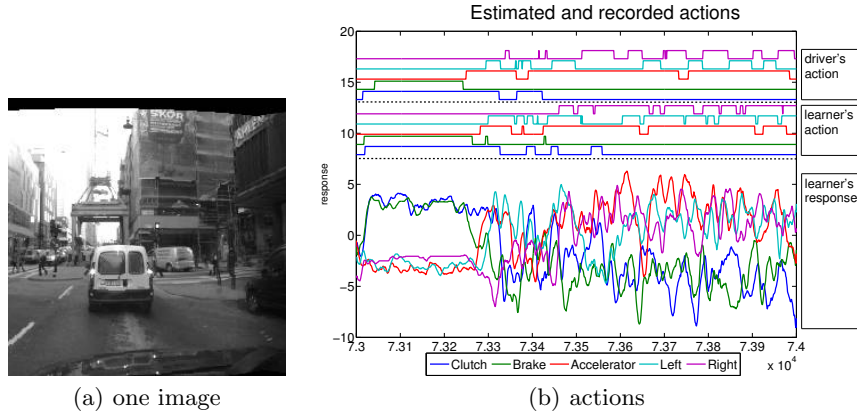 SKÖR
(a) one image
Estimated and recorded actions
20
15
10
5
0
−5
−10
response
7.3 7.31 7.32 7.33 7.34 7.35 7.36 7.37 7.38 7.39 7.4
x 10⁴
driver's
action
learner's
action
learner's
response
Clutch Brake Accelerator Left Right
(b) actions